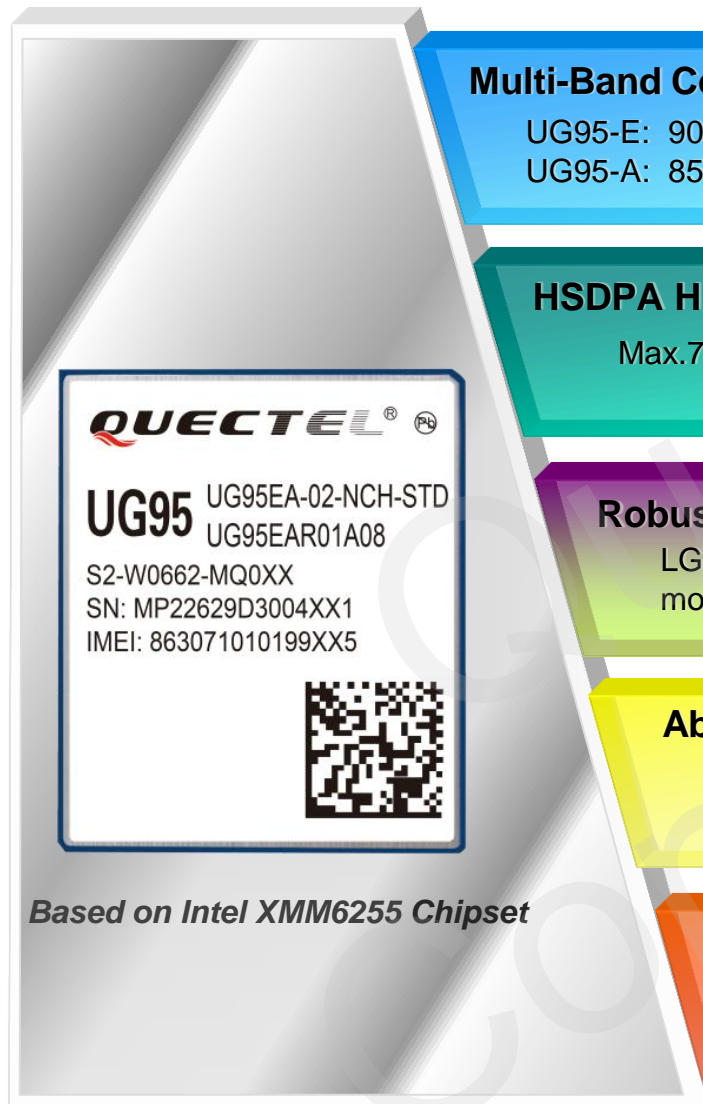 Multi-Band Co
UG95-E: 90
UG95-A: 85
HSDPA H
Max.7
QUECTEL® Pb
UG95
UG95EA-02-NCH-STD
UG95EAR01A08
S2-W0662-MQ0XX
SN: MP22629D3004XX1
IMEI: 863071010199XX5
Robus
LG
mo
Ab
Based on Intel XMM6255 Chipset